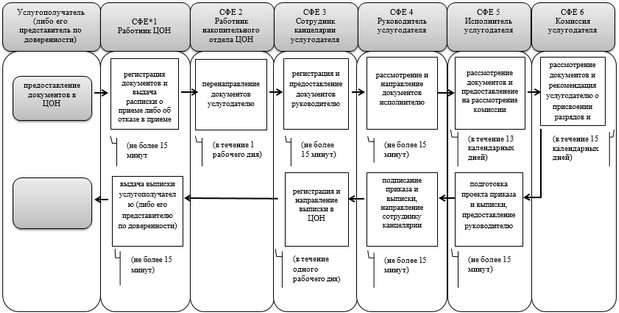 Услугополучатель
(либо его
представитель по
доверенности)
СФЕ*1
Работник ЦОН
СФЕ 2
Работник
накопительного
отдела ЦОН
СФЕ 3
Сотрудник
канцелярии
услугодателя
СФЕ 4
Руководитель
услугодателя
СФЕ 5
Исполнитель
услугодателя
СФЕ 6
Комиссия
услугодателя
предоставление
документов в
ЦОН
регистрация
документов и
выдача
расписки о
приеме либо об
отказе в приеме
(не более 15
минут
перенаправление
документов
услугодателю
(в течение 1
рабочего дня)
регистрация и
предоставление
документов
руководителю
(не более
15 минут)
рассмотрение и
направление
документов
исполнителю
(не более 15
минут)
рассмотрение
документов и
предоставление
на рассмотрение
комиссии
(в течение 13
календарных
дней)
рассмотрение
документов и
рекомендация
услугодателю о
присвоении
разрядов и
(в течение 15
календарных
дней)
выдача выписки
услугополучател
ю (либо его
представителю
по доверенности)
(не более 15
минут)
регистрация и
направление
выписки в
ЦОН
(в течение
одного
рабочего дня)
подписание
приказа и
выписки,
направление
сотруднику
канцелярии
(не более 15
минут)
подготовка
проекта приказа
и выписки,
предоставление
руководителю
(не более 15
минут)